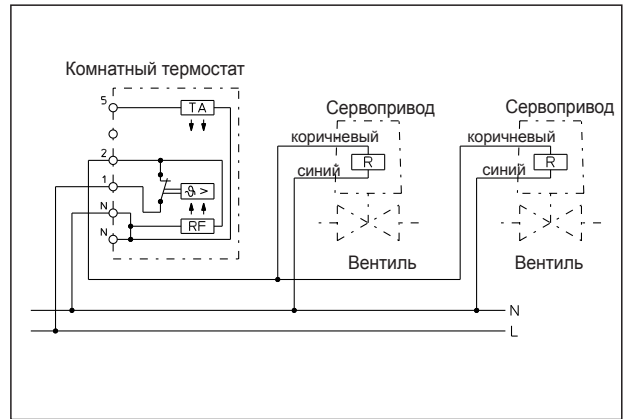 Комнатный термостат
5
TA
2
1
ϑ >
N
RF
N
Сервопривод
коричневый
R
синий
Вентиль
Сервопривод
коричневый
R
синий
Вентиль
N
L